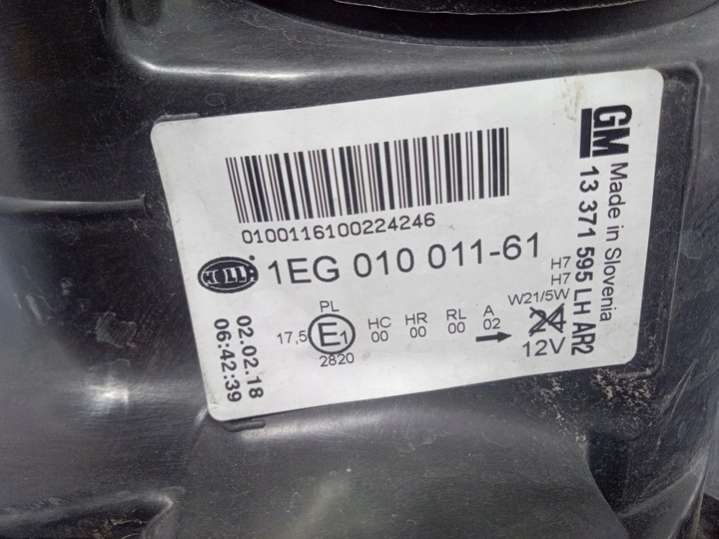 0100116100224246
HELLA 1EG 010 011-61
PL
17,5 E1
2820
HC
00
HR
00
RL
00
A
02
H7
H7
W21/5W
24
12V
02.02.18
06:42:39
GM
Made in Slovenia
13 371 595 LH AR2